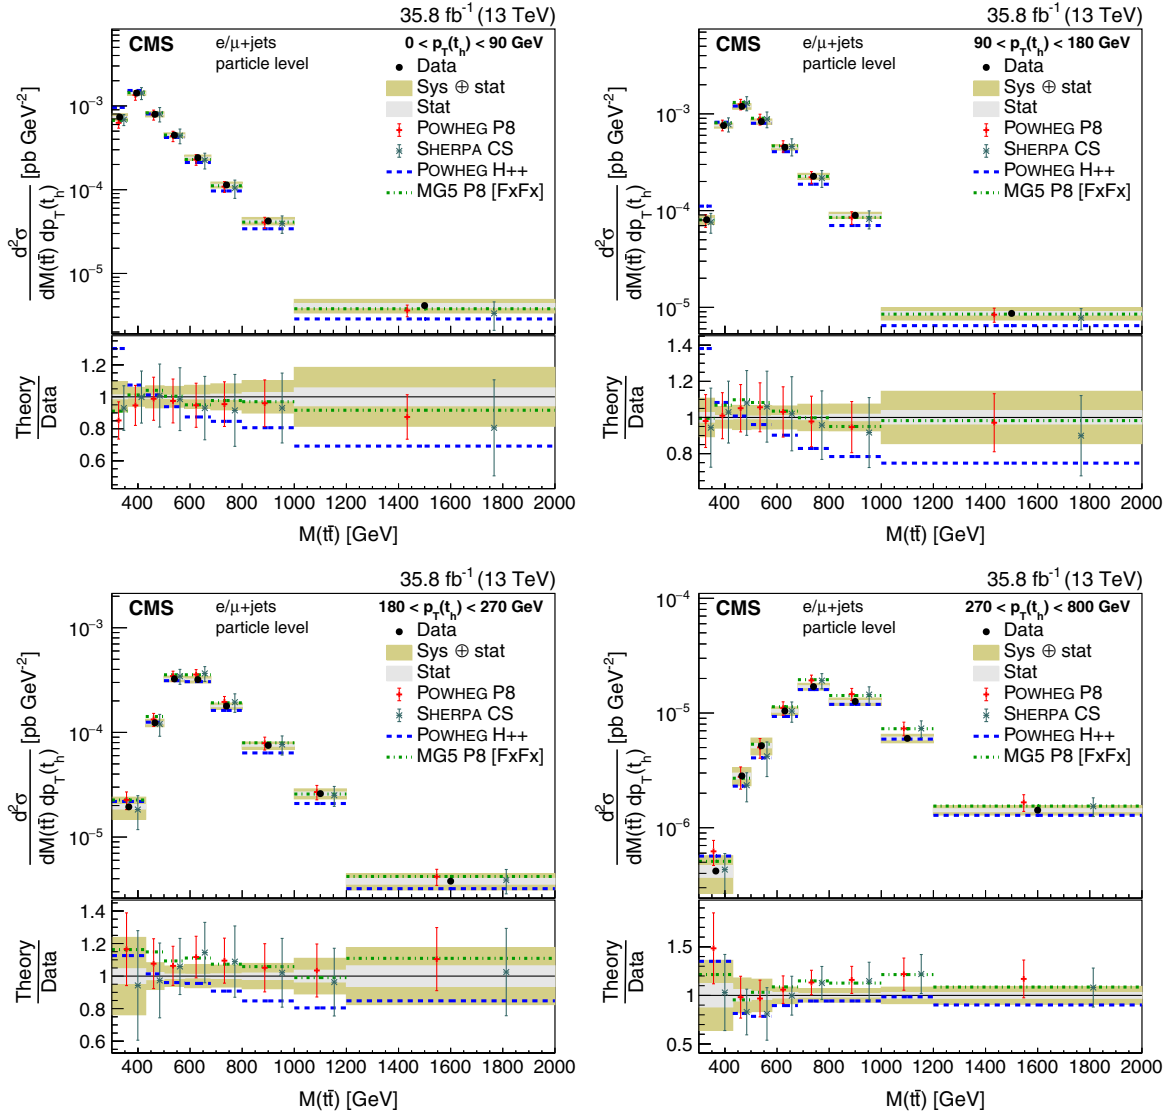 35.8 fb⁻¹ (13 TeV)
CMS
e/μ+jets
particle level
0 < p_T(t_h) < 90 GeV
Data
Sys ⊕ stat
Stat
POWHEG P8
SHERPA CS
POWHEG H++
MG5 P8 [FxFx]
d²σ / dM(tt̄) dp_T(t_h) [pb GeV⁻²]
10⁻³
10⁻⁴
10⁻⁵
Theory / Data
1.2
1
0.8
0.6
400 600 800 1000 1200 1400 1600 1800 2000
M(tt̄) [GeV]
35.8 fb⁻¹ (13 TeV)
CMS
e/μ+jets
particle level
90 < p_T(t_h) < 180 GeV
Data
Sys ⊕ stat
Stat
POWHEG P8
SHERPA CS
POWHEG H++
MG5 P8 [FxFx]
d²σ / dM(tt̄) dp_T(t_h) [pb GeV⁻²]
10⁻³
10⁻⁴
10⁻⁵
Theory / Data
1.4
1.2
1
0.8
400 600 800 1000 1200 1400 1600 1800 2000
M(tt̄) [GeV]
35.8 fb⁻¹ (13 TeV)
CMS
e/μ+jets
particle level
180 < p_T(t_h) < 270 GeV
Data
Sys ⊕ stat
Stat
POWHEG P8
SHERPA CS
POWHEG H++
MG5 P8 [FxFx]
d²σ / dM(tt̄) dp_T(t_h) [pb GeV⁻²]
10⁻³
10⁻⁴
10⁻⁵
Theory / Data
1.4
1.2
1
0.8
0.6
400 600 800 1000 1200 1400 1600 1800 2000
M(tt̄) [GeV]
35.8 fb⁻¹ (13 TeV)
CMS
e/μ+jets
particle level
270 < p_T(t_h) < 800 GeV
Data
Sys ⊕ stat
Stat
POWHEG P8
SHERPA CS
POWHEG H++
MG5 P8 [FxFx]
d²σ / dM(tt̄) dp_T(t_h) [pb GeV⁻²]
10⁻⁴
10⁻⁵
10⁻⁶
Theory / Data
1.5
1
0.5
400 600 800 1000 1200 1400 1600 1800 2000
M(tt̄) [GeV]